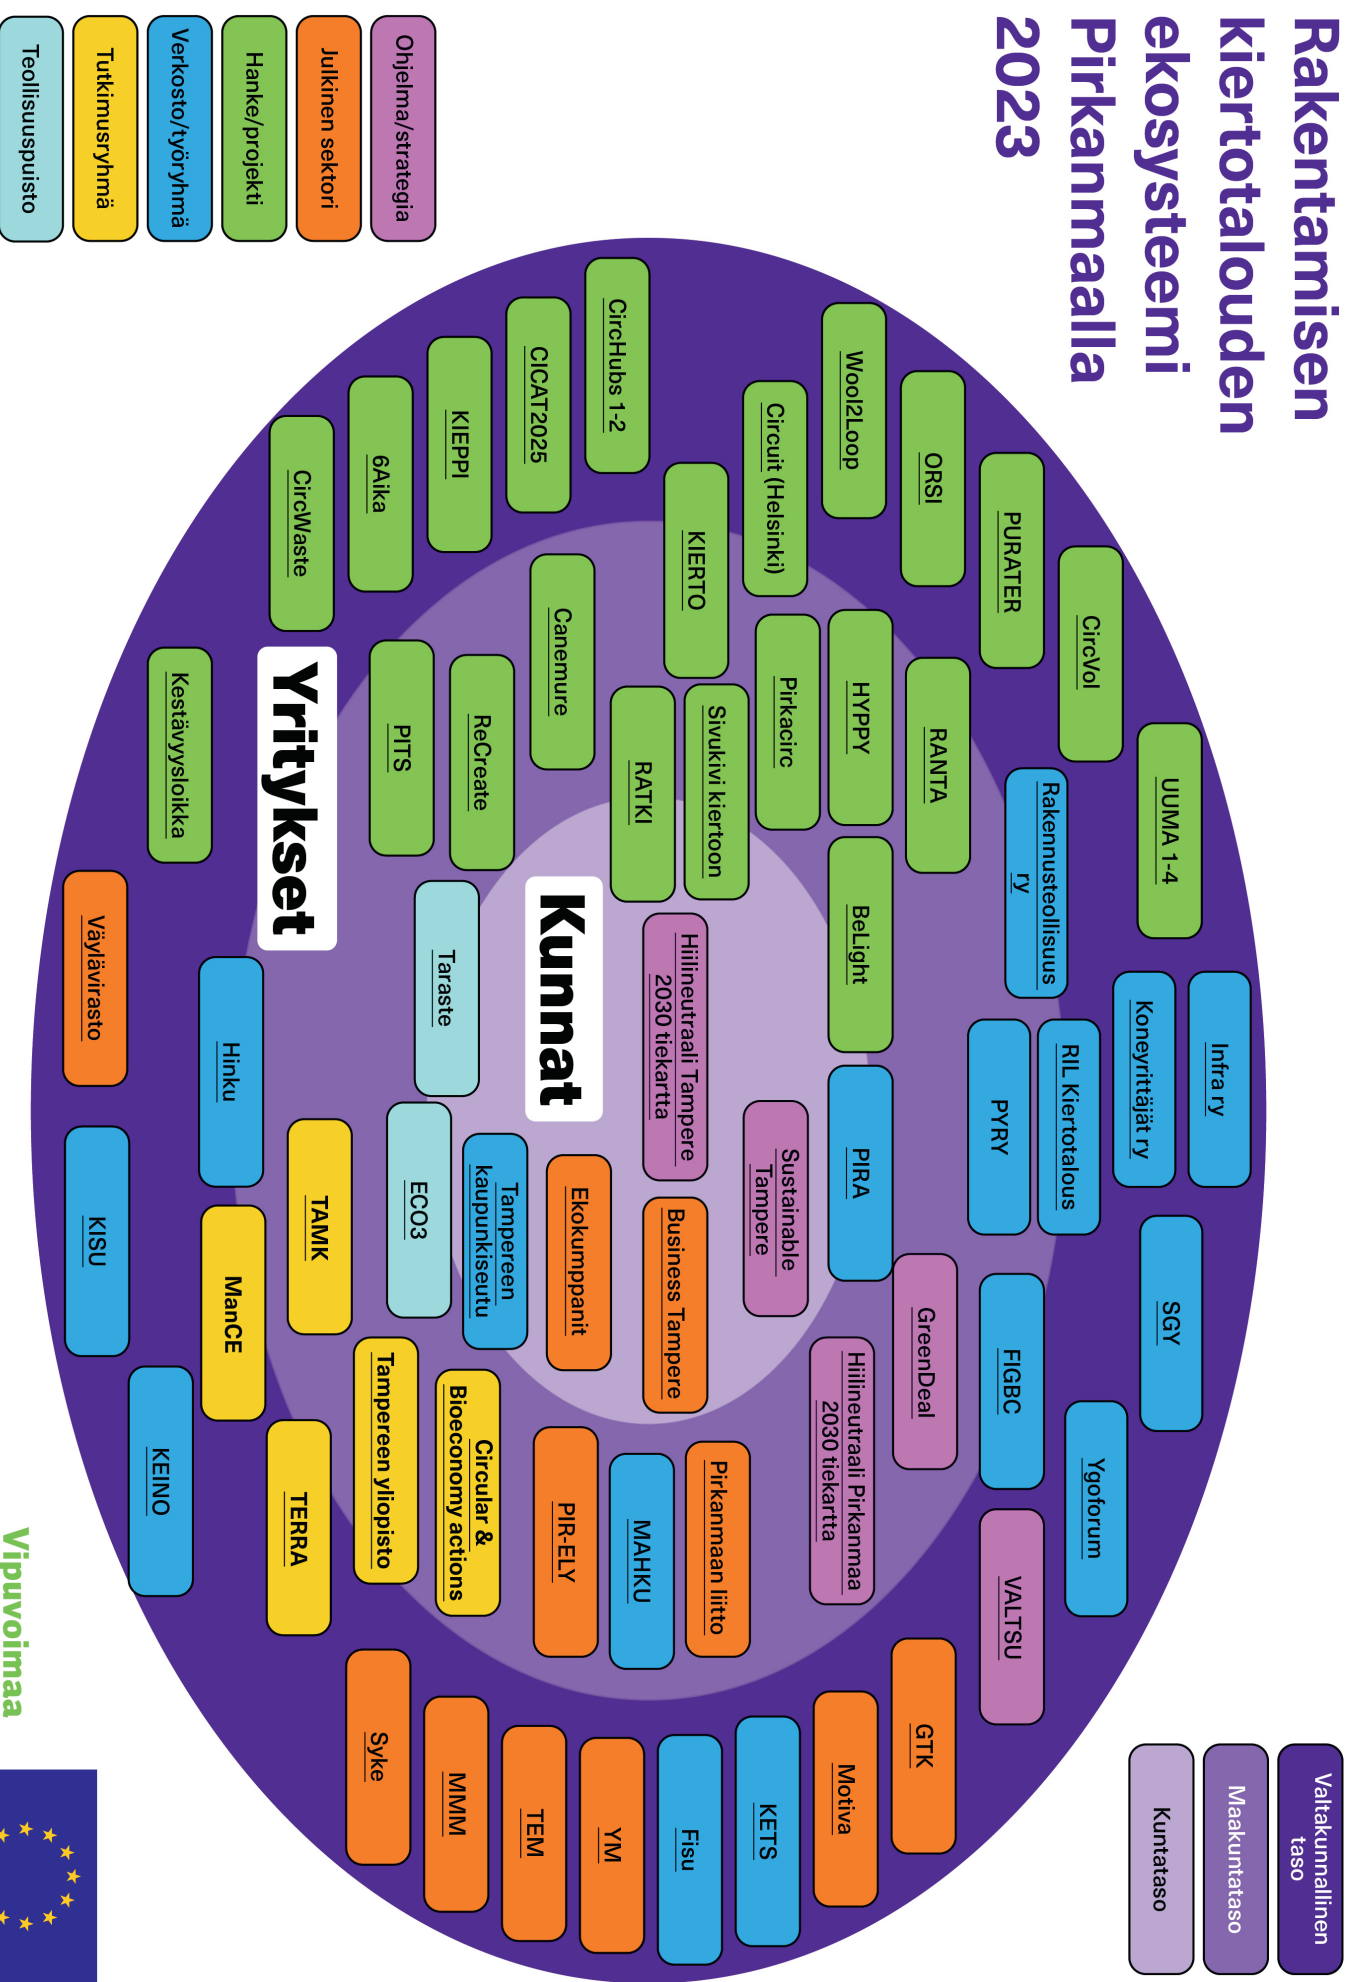 Rakentamisen
kiertotalouden
ekosysteemi
Pirkanmaalla
2023
Valtakunnallinen
taso
Maakuntataso
Kuntataso
Infra ry
Koneyrittäjät ry
SGY
UUMA 1-4
Rakennusteollisuus
ry
RIL Kiertotalous
PYRY
FIGBC
Ygoforum
VALTSU
CircVol
PURATER
ORSI
Wool2Loop
Circuit (Helsinki)
KIERTO
CircHubs 1-2
CICAT2025
KIEPPI
6Aika
CircWaste
RANTA
HYPPY
Pirkacirc
Sivukivi kiertoon
RATKI
Canemure
ReCreate
PITS
BeLight
PIRA
GreenDeal
Sustainable
Tampere
Hiilineutraali Pirkanmaa
2030 tiekartta
Hiilineutraali Tampere
2030 tiekartta
Business Tampere
Pirkanmaan liitto
MAHKU
PIR-ELY
Kunnat
Ekokumppanit
Tampereen
kaupunkiseutu
Circular &
Bioeconomy actions
Taraste
ECO3
Tampereen yliopisto
GTK
Motiva
KETS
Fisu
YM
TEM
MMM
Syke
Yritykset
TAMK
TERRA
Hinku
ManCE
Kestävyysloikka
KEINO
Väylävirasto
KISU
Ohjelma/strategia
Julkinen sektori
Hanke/projekti
Verkosto/työryhmä
Tutkimusryhmä
Teollisuuspuisto
Vipuvoimaa